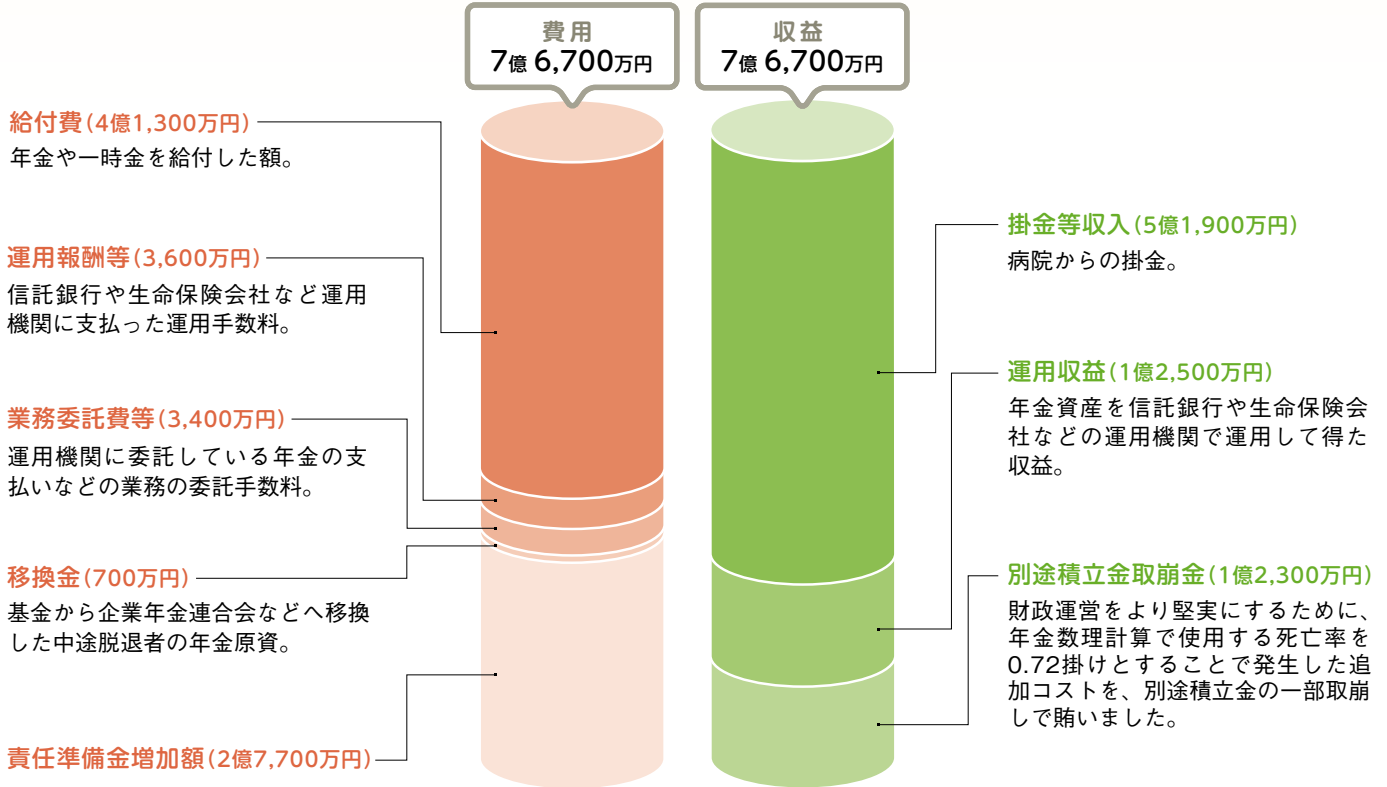 費用
7億 6,700万円
収益
7億 6,700万円
給付費(4億1,300万円)
年金や一時金を給付した額。
運用報酬等(3,600万円)
信託銀行や生命保険会社など運用
機関に支払った運用手数料。
業務委託費等(3,400万円)
運用機関に委託している年金の支
払いなどの業務の委託手数料。
移換金(700万円)
基金から企業年金連合会などへ移換
した中途脱退者の年金原資。
責任準備金増加額(2億7,700万円)
掛金等収入(5億1,900万円)
病院からの掛金。
運用収益(1億2,500万円)
年金資産を信託銀行や生命保険会
社などの運用機関で運用して得た
収益。
別途積立金取崩金(1億2,300万円)
財政運営をより堅実にするために、
年金数理計算で使用する死亡率を
0.72掛けとすることで発生した追
加コストを、別途積立金の一部取崩
しで賄いました。